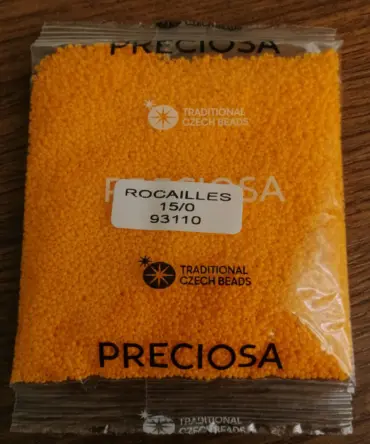 PRECIOSA
TRADITIONAL
CZECH BEADS
PRECIOSA
ROCAILLES
15/0
93110
TRADITIONAL
CZECH BEADS
PRECIOSA
TRADITIONAL
CZECH BEADS